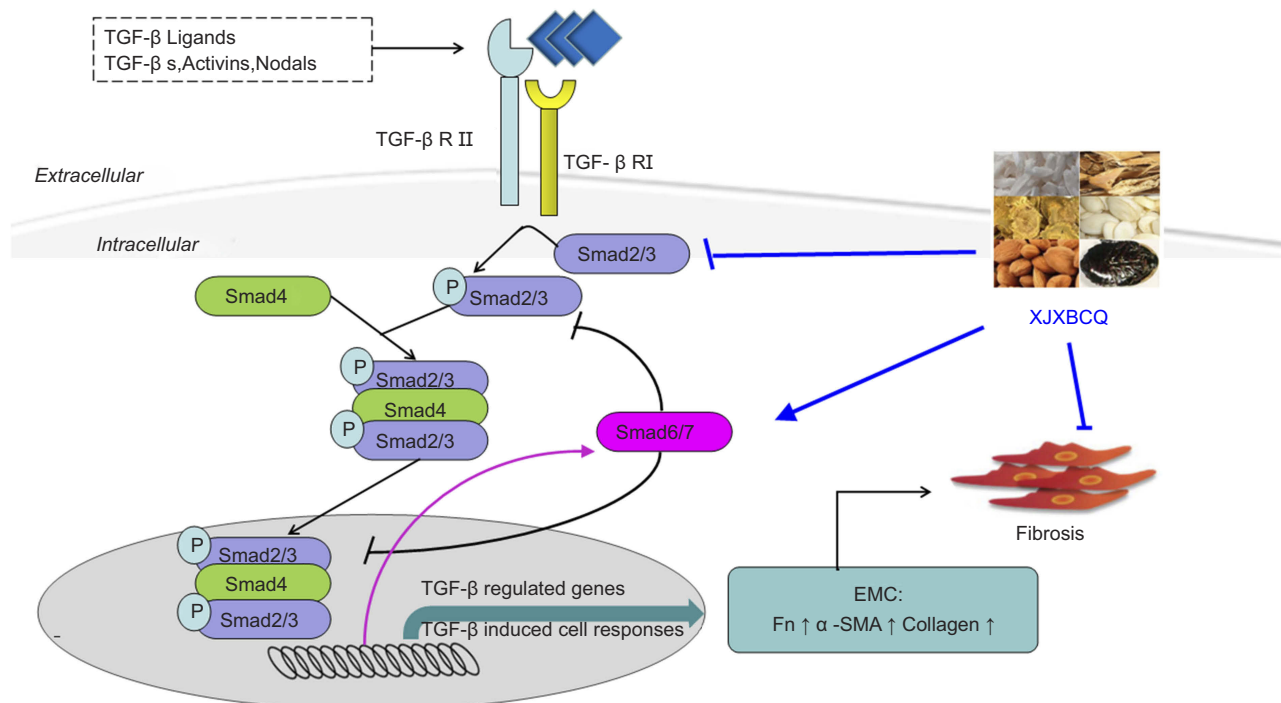 TGF-β Ligands
TGF-β s,Activins,Nodals
TGF-β R II
TGF- β RI
Extracellular
Intracellular
Smad2/3
P
Smad2/3
Smad4
XJXBCQ
P
Smad2/3
Smad4
P
Smad2/3
Smad6/7
Fibrosis
P
Smad2/3
Smad4
P
Smad2/3
TGF-β regulated genes
TGF-β induced cell responses
EMC:
Fn ↑ α -SMA ↑ Collagen ↑